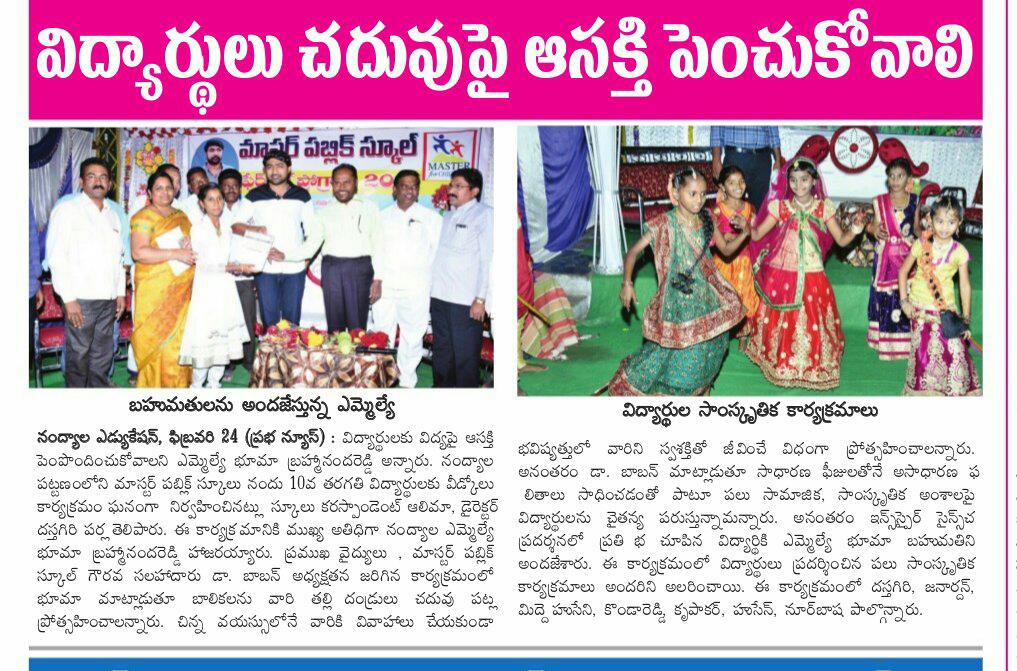 విద్యార్థులు చదువుపై ఆసక్తి పెంచుకోవాలి
మాస్టర్ పబ్లిక్ స్కూల్
MASTER
బహుమతులను అందజేస్తున్న ఎమ్మెల్యే
నంద్యాల ఎడ్యుకేషన్, ఫిబ్రవరి 24 (ప్రభ న్యూస్) : విద్యార్థులకు విద్యపై ఆసక్తి
పెంపొందించుకోవాలని ఎమ్మెల్యే భూమా బ్రహ్మానందరెడ్డి అన్నారు. నంద్యాల
పట్టణంలోని మాస్టర్ పబ్లిక్ స్కూలు నందు 10వ తరగతి విద్యార్థులకు వీడ్కోలు
కార్యక్రమం ఘనంగా నిర్వహించినట్లు స్కూలు కరస్పాండెంట్ ఆలిమా, డైరెక్టర్
దస్తగిరి పర్ల తెలిపారు. ఈ కార్యక్రమానికి ముఖ్య అతిధిగా నంద్యాల ఎమ్మెల్యే
భూమా బ్రహ్మానందరెడ్డి హాజరయ్యారు. ప్రముఖ వైద్యులు , మాస్టర్ పబ్లిక్
స్కూల్ గౌరవ సలహాదారు డా. బాబన్ అధ్యక్షతన జరిగిన కార్యక్రమంలో
భూమా మాట్లాడుతూ బాలికలను వారి తల్లి దండ్రులు చదువు పట్ల
ప్రోత్సహించాలన్నారు. చిన్న వయస్సులోనే వారికి వివాహాలు చేయకుండా
విద్యార్థుల సాంస్కృతిక కార్యక్రమాలు
భవిష్యత్తులో వారిని స్వశక్తితో జీవించే విధంగా ప్రోత్సహించాలన్నారు.
అనంతరం డా. బాబన్ మాట్లాడుతూ సాధారణ ఫీజులతోనే అసాధారణ ఫ
లితాలు సాధించడంతో పాటూ పలు సామాజిక, సాంస్కృతిక అంశాలపై
విద్యార్థులను చైతన్య పరుస్తున్నామన్నారు. అనంతరం ఇన్‌స్పైర్ సైన్స్‌చ
ప్రదర్శనలో ప్రతి భ చూపిన విద్యార్థికి ఎమ్మెల్యే భూమా బహుమతిని
అందజేశారు. ఈ కార్యక్రమంలో విద్యార్థులు ప్రదర్శించిన పలు సాంస్కృతిక
కార్యక్రమాలు అందరిని అలరించాయి. ఈ కార్యక్రమంలో దస్తగిరి, జనార్దన్,
మిద్దె హుసేని, కొండారెడ్డి, కృపాకర్, హుసేన్, నూర్‌బాష పాల్గొన్నారు.